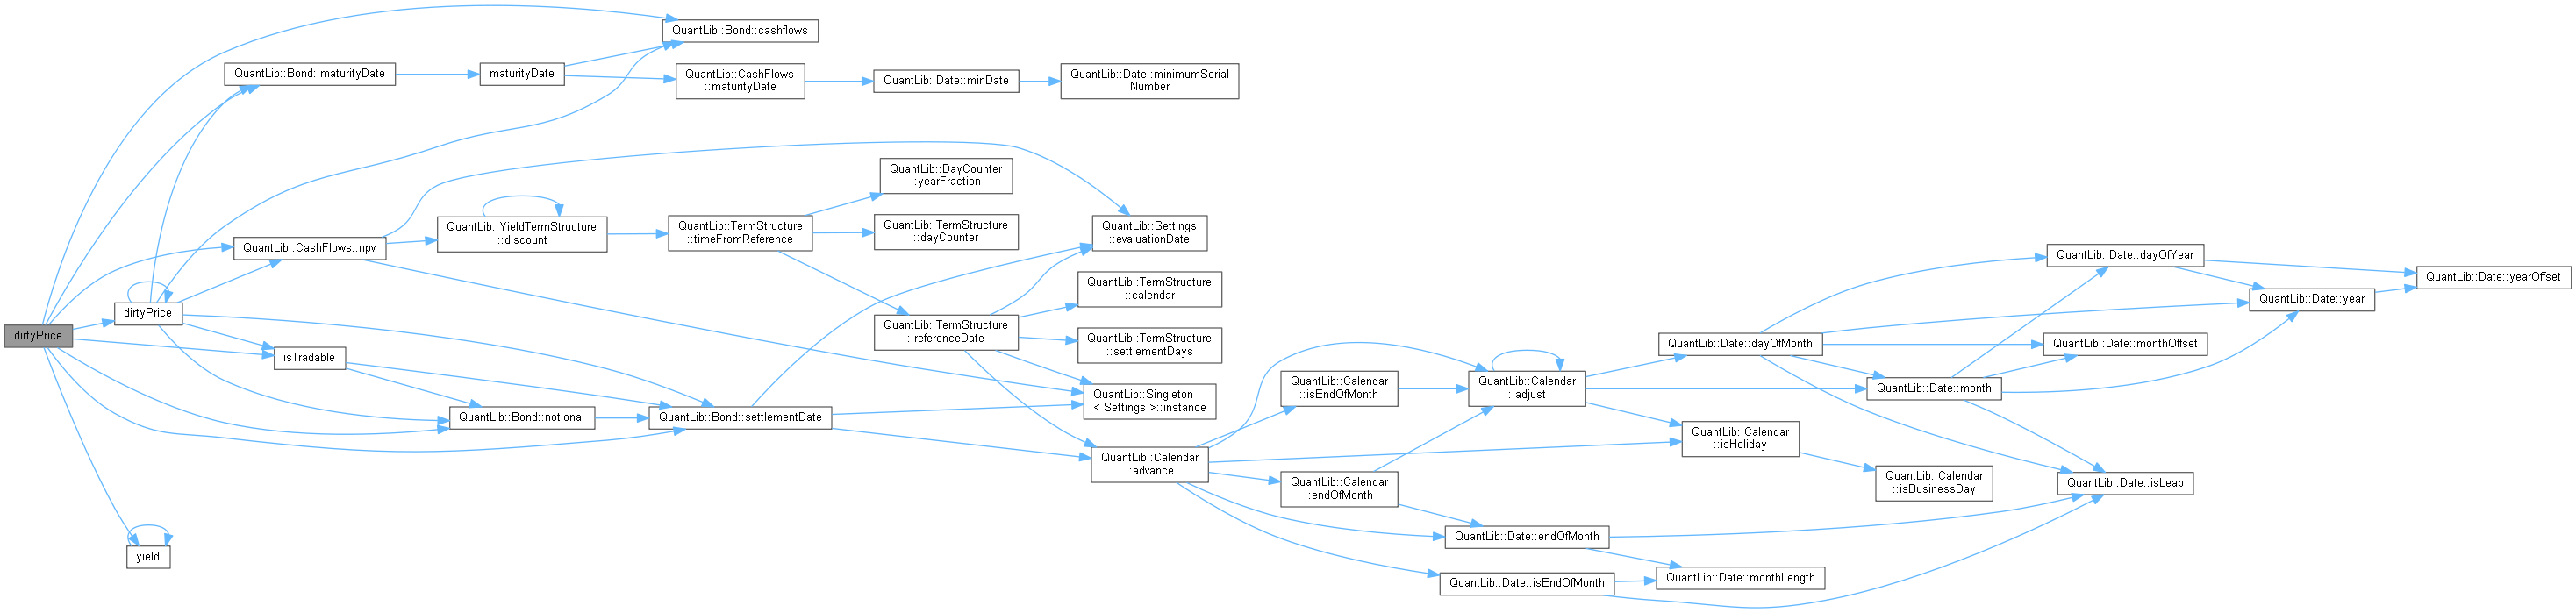 dirtyPrice
QuantLib::Bond::cashflows
QuantLib::Bond::maturityDate
maturityDate
QuantLib::CashFlows
::maturityDate
QuantLib::Date::minDate
QuantLib::Date::minimumSerial
Number
QuantLib::CashFlows::npv
QuantLib::YieldTermStructure
::discount
QuantLib::TermStructure
::timeFromReference
QuantLib::DayCounter
::yearFraction
QuantLib::TermStructure
::dayCounter
QuantLib::Settings
::evaluationDate
QuantLib::TermStructure
::referenceDate
QuantLib::TermStructure
::calendar
QuantLib::TermStructure
::settlementDays
QuantLib::Singleton
< Settings >::instance
dirtyPrice
isTradable
QuantLib::Bond::notional
QuantLib::Bond::settlementDate
QuantLib::Calendar
::advance
yield
QuantLib::Calendar
::isEndOfMonth
QuantLib::Calendar
::endOfMonth
QuantLib::Calendar
::adjust
QuantLib::Date::endOfMonth
QuantLib::Date::isEndOfMonth
QuantLib::Date::dayOfMonth
QuantLib::Calendar
::isHoliday
QuantLib::Date::monthLength
QuantLib::Date::month
QuantLib::Calendar
::isBusinessDay
QuantLib::Date::dayOfYear
QuantLib::Date::monthOffset
QuantLib::Date::isLeap
QuantLib::Date::year
QuantLib::Date::yearOffset